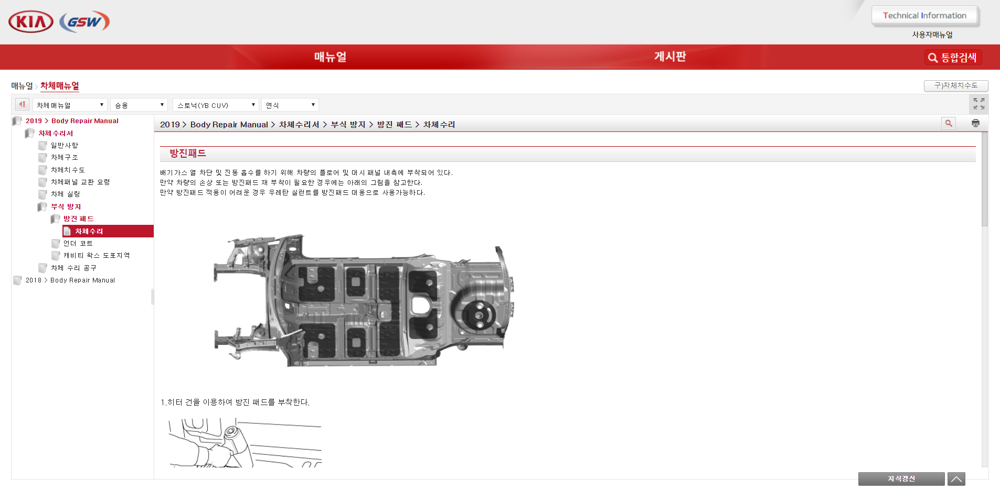 KIA GSW
Technical Information
사용자매뉴얼
매뉴얼
게시판
통합검색
매뉴얼 > 차체매뉴얼
구)차체치수도
차체매뉴얼
승용
스토닉(YB CUV)
연식
2019 > Body Repair Manual
차체수리서
일반사항
차체구조
차체치수도
차체패널 교환 요령
차체 실링
부식 방지
방진 패드
차체수리
언더 코트
캐비티 왁스 도포지역
차체 수리 공구
2018 > Body Repair Manual
2019 > Body Repair Manual > 차체수리서 > 부식 방지 > 방진 패드 > 차체수리
방진패드
배기가스 열 차단 및 진동 흡수를 하기 위해 차량의 플로어 및 대시 패널 내측에 부착되어 있다.
만약 차량의 손상 또는 방진패드 재 부착이 필요한 경우에는 아래의 그림을 참고한다.
만약 방진패드 적용이 어려운 경우 우레탄 실런트를 방진패드 대용으로 사용가능하다.
1.히터 건을 이용하여 방진 패드를 부착한다.
지식갱신